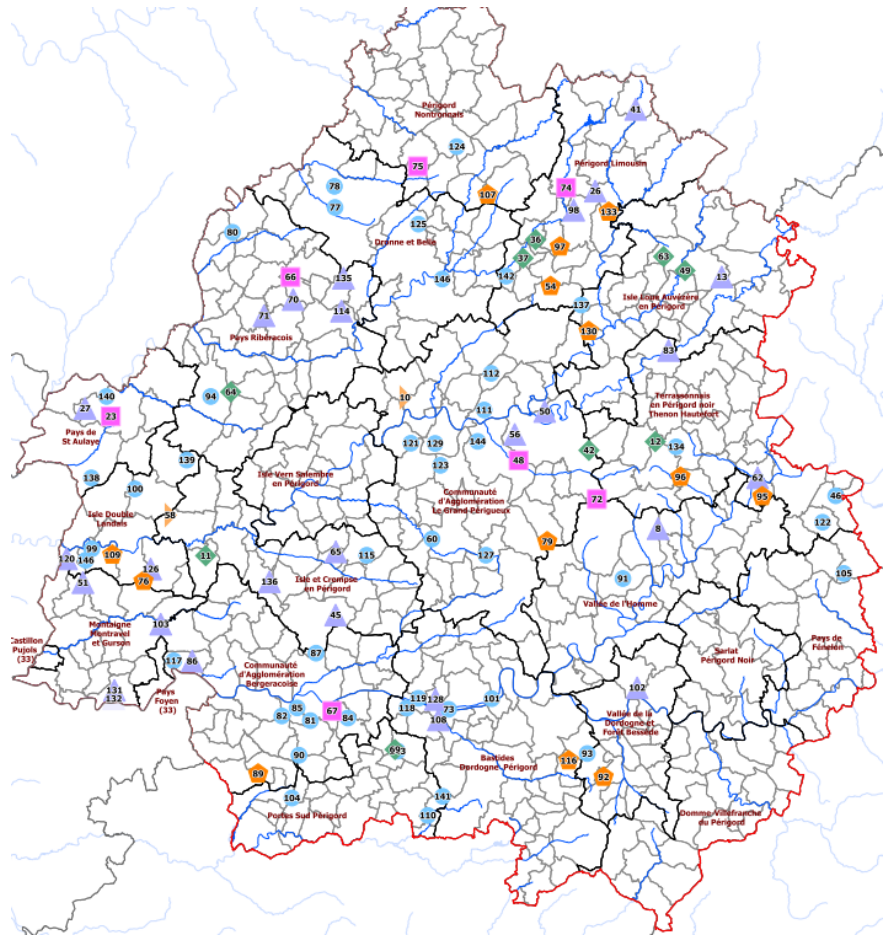 41
Périgord
Nontronnais
124
75
Périgord Limousin
78
74
26
107
77
98
133
125
80
36
Dronne et Belle
97
37
63
49
66
135
146
142
13
54
70
Isle Loue Auvézère
en Périgord
137
71
114
130
Pays Ribéracois
83
112
Terrassonnais
en Périgord noir
Thenon Hautefort
140
94
64
10
27
23
111
50
Pays de
St Aulaye
56
121
129
144
12
134
42
139
48
123
138
Isle Vern Salembre
en Périgord
96
62
100
Communauté
d'Agglomération
Le Grand Périgueux
72
95
46
Isle Double
Landais
58
122
8
60
79
99
109
11
65
115
127
120
146
126
105
76
91
51
136
Isle et Crempse
en Périgord
Vallée de l'Homme
45
Montaigne
Montravel
et Gurson
103
Castillon
Pujols
(33)
Sarlat
Périgord Noir
Pays de
Fénelon
117
86
87
Communauté
d'Agglomération
Bergeracoise
131
132
Pays
Foyen
(33)
102
119
128
101
85
67
118
73
82
81
84
108
Vallée de la
Dordogne et
Forêt Bessède
69
3
90
93
Bastides
Dordogne Périgord
116
89
92
104
141
Portes Sud Périgord
110
Domme-Villefranche
du Périgord